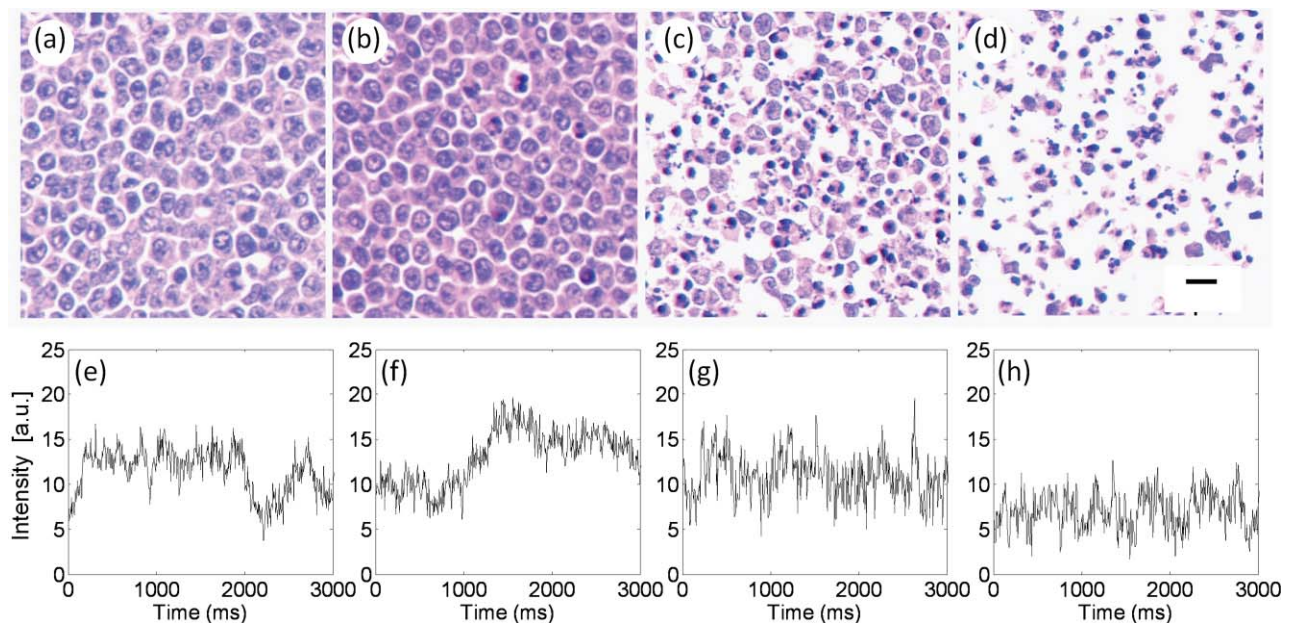 (a) (b) (c) (d)
(e) (f) (g) (h)
25 25 25 25
20 20 20 20
15 15 15 15
10 10 10 10
5 5 5 5
0 0 0 0
Intensity [a.u.]
0 1000 2000 3000 0 1000 2000 3000 0 1000 2000 3000 0 1000 2000 3000
Time (ms) Time (ms) Time (ms) Time (ms)